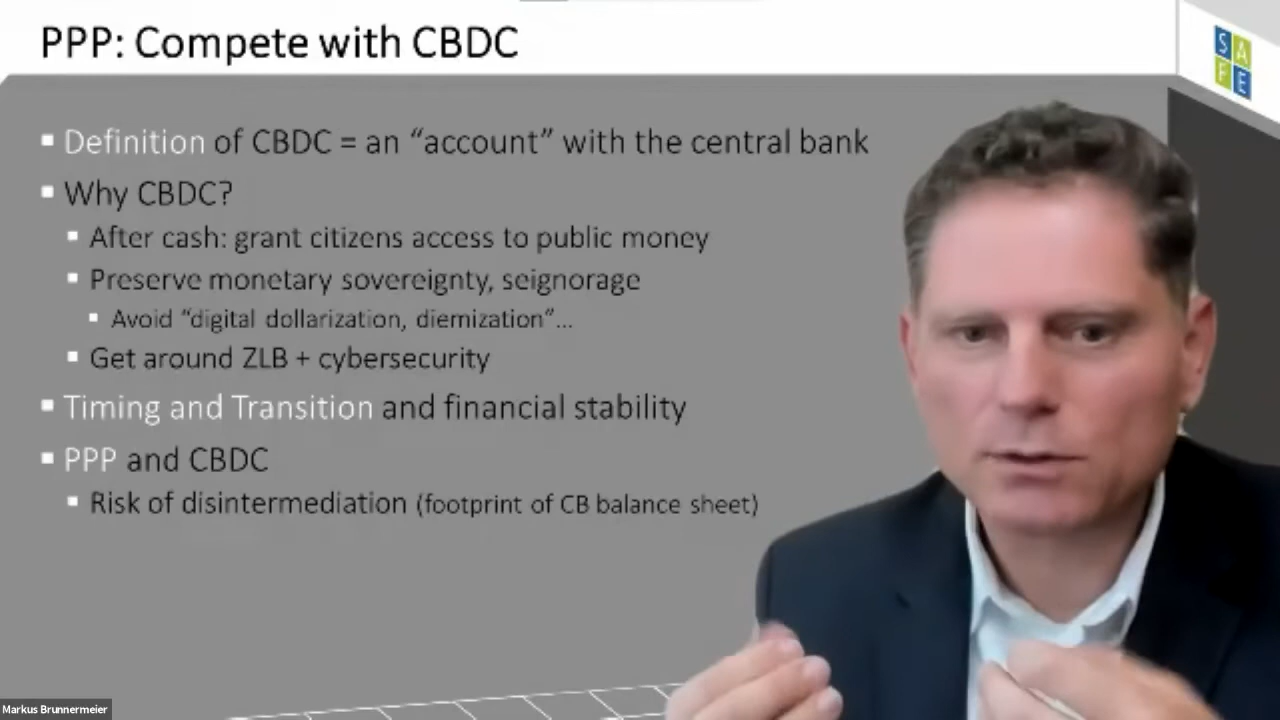 PPP: Compete with CBDC
S A
F E
Definition of CBDC = an “account” with the central bank
Why CBDC?
After cash: grant citizens access to public money
Preserve monetary sovereignty, seignorage
Avoid “digital dollarization, diemization”...
Get around ZLB + cybersecurity
Timing and Transition and financial stability
PPP and CBDC
Risk of disintermediation (footprint of CB balance sheet)
Markus Brunnermeier